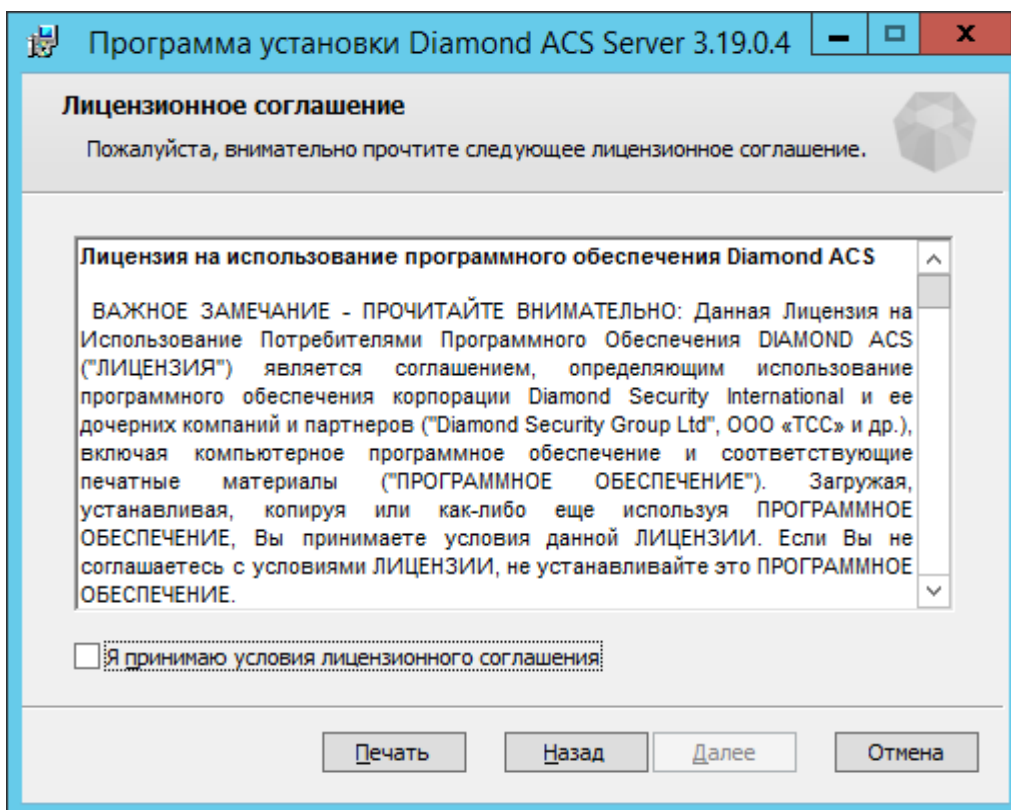 Программа установки Diamond ACS Server 3.19.0.4
Лицензионное соглашение
Пожалуйста, внимательно прочтите следующее лицензионное соглашение.
Лицензия на использование программного обеспечения Diamond ACS
ВАЖНОЕ ЗАМЕЧАНИЕ - ПРОЧИТАЙТЕ ВНИМАТЕЛЬНО: Данная Лицензия на
Использование Потребителями Программного Обеспечения DIAMOND ACS
("ЛИЦЕНЗИЯ") является соглашением, определяющим использование
программного обеспечения корпорации Diamond Security International и ее
дочерних компаний и партнеров ("Diamond Security Group Ltd", ООО «ТСС» и др.),
включая компьютерное программное обеспечение и соответствующие
печатные материалы ("ПРОГРАММНОЕ ОБЕСПЕЧЕНИЕ"). Загружая,
устанавливая, копируя или как-либо еще используя ПРОГРАММНОЕ
ОБЕСПЕЧЕНИЕ, Вы принимаете условия данной ЛИЦЕНЗИИ. Если Вы не
соглашаетесь с условиями ЛИЦЕНЗИИ, не устанавливайте это ПРОГРАММНОЕ
ОБЕСПЕЧЕНИЕ.
Я принимаю условия лицензионного соглашения
Печать Назад Далее Отмена